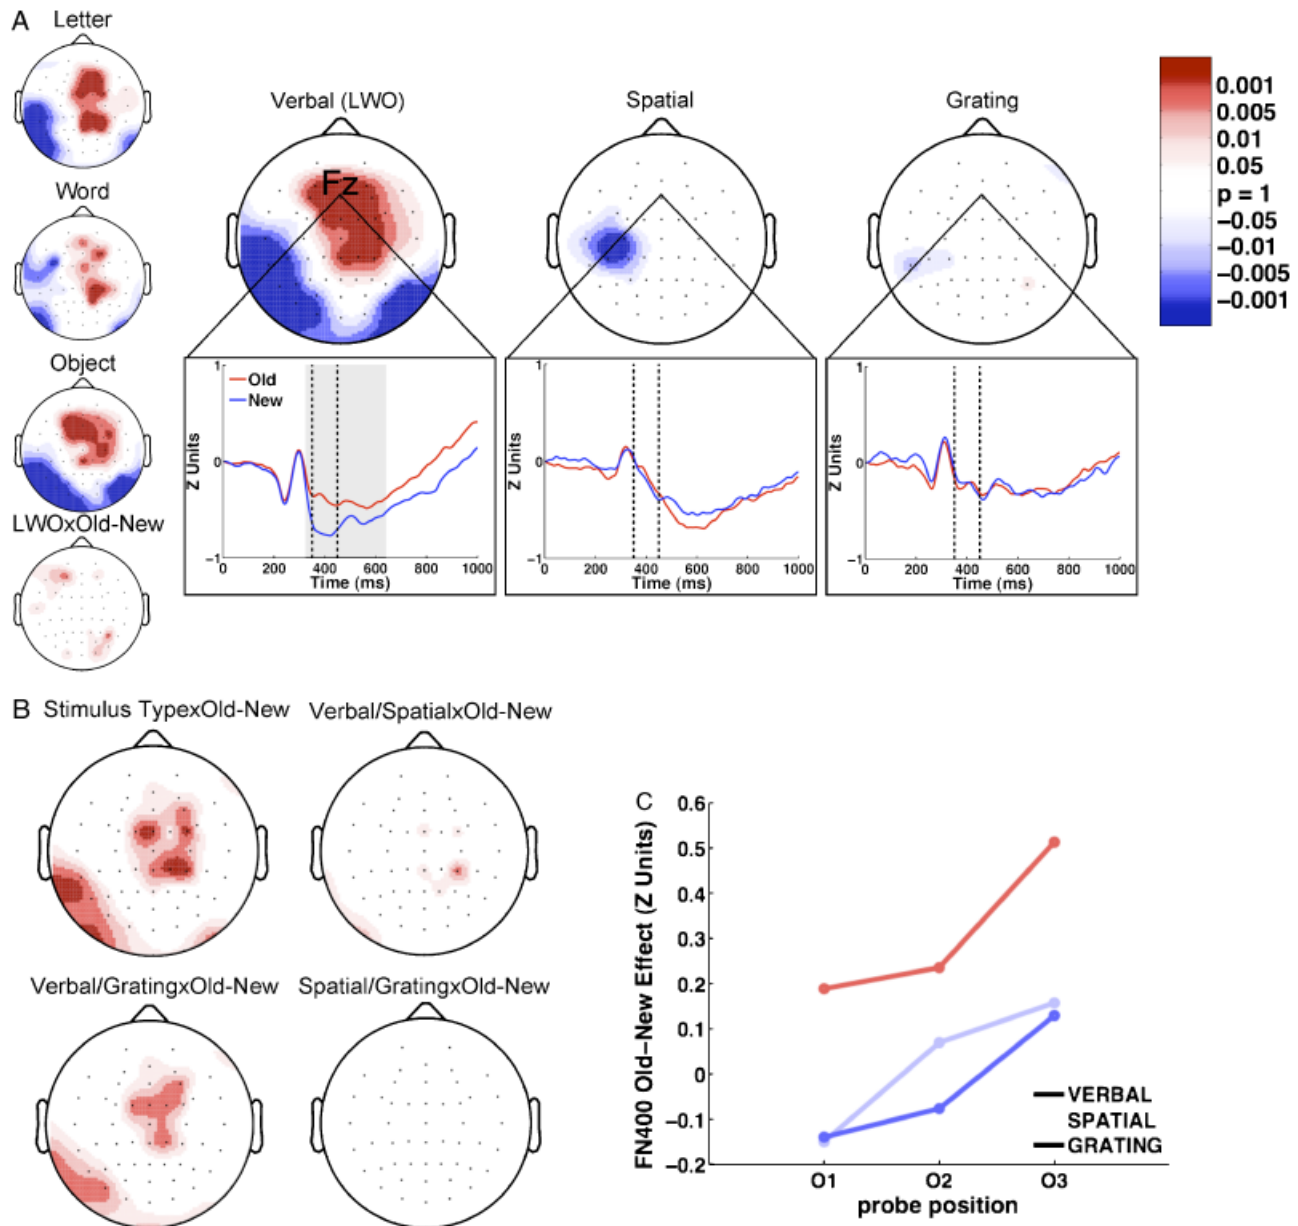 A
Letter
Word
Object
LWOxOld-New
Verbal (LWO)
Fz
Spatial
Grating
0.001
0.005
0.01
0.05
p = 1
−0.05
−0.01
−0.005
−0.001
Old
New
1
0
−1
Z Units
0 200 400 600 800 1000
Time (ms)
1
0
−1
Z Units
0 200 400 600 800 1000
Time (ms)
1
0
−1
Z Units
0 200 400 600 800 1000
Time (ms)
B
Stimulus TypexOld-New
Verbal/SpatialxOld-New
Verbal/GratingxOld-New
Spatial/GratingxOld-New
C
FN400 Old−New Effect (Z Units)
0.6
0.5
0.4
0.3
0.2
0.1
0
−0.1
−0.2
VERBAL
SPATIAL
GRATING
O1 O2 O3
probe position